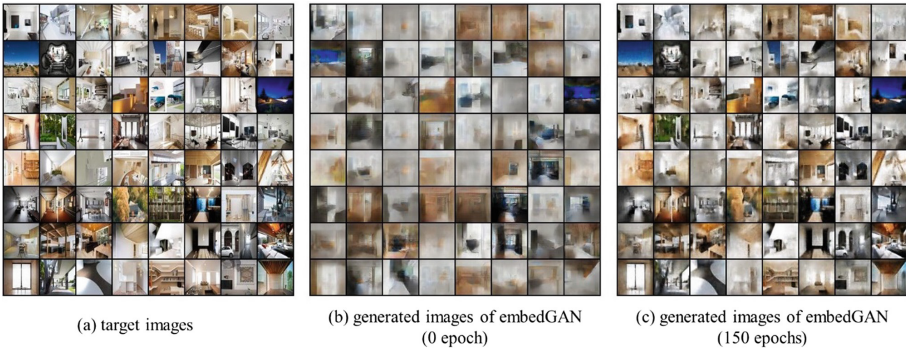 (a) target images
(b) generated images of embedGAN
(0 epoch)
(c) generated images of embedGAN
(150 epochs)